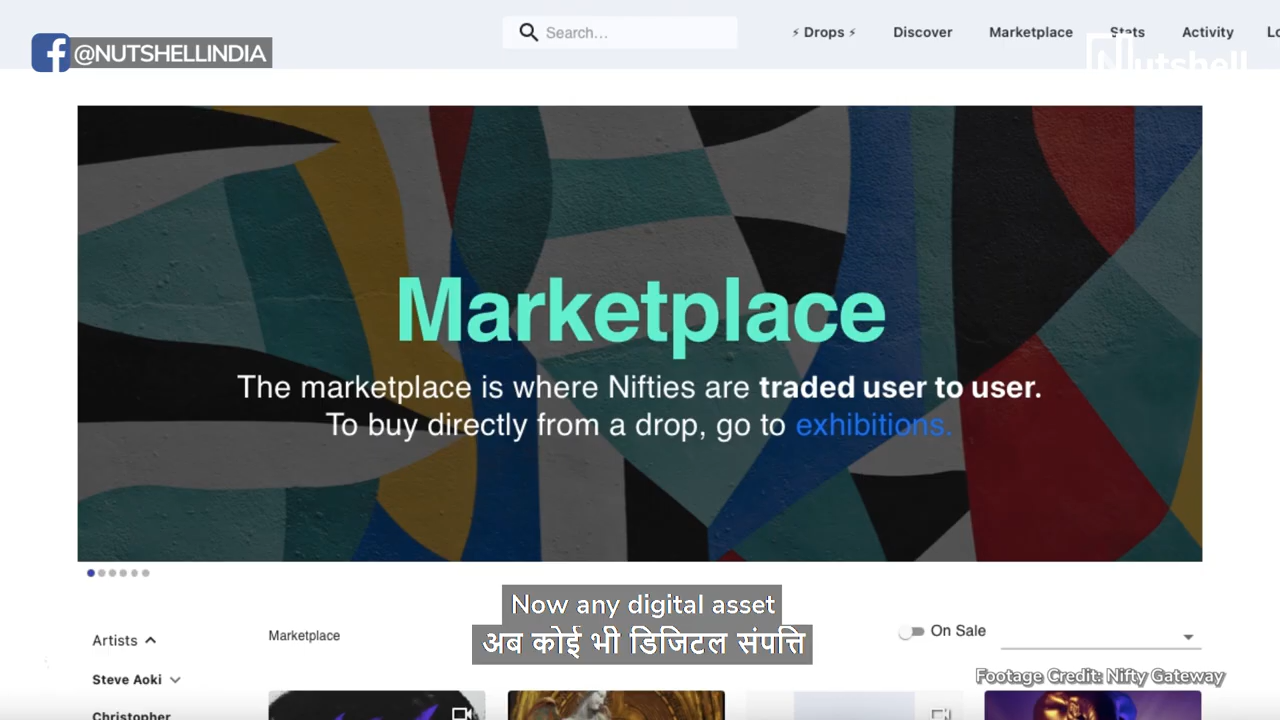 @NUTSHELLINDIA
Search...
⚡ Drops ⚡
Discover
Marketplace
Stats
Activity
Nutshell
Marketplace
The marketplace is where Nifties are traded user to user.
To buy directly from a drop, go to exhibitions.
Now any digital asset
अब कोई भी डिजिटल संपत्ति
Artists
Marketplace
On Sale
Steve Aoki
Footage Credit: Nifty Gateway
Christopher